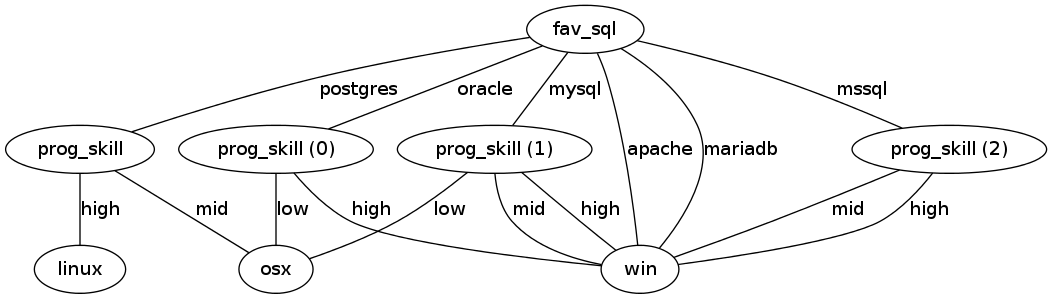 fav_sql
postgres
oracle
mysql
mssql
apache
mariadb
prog_skill
prog_skill (0)
prog_skill (1)
prog_skill (2)
high
mid
low
high
low
mid
high
mid
high
linux
osx
win